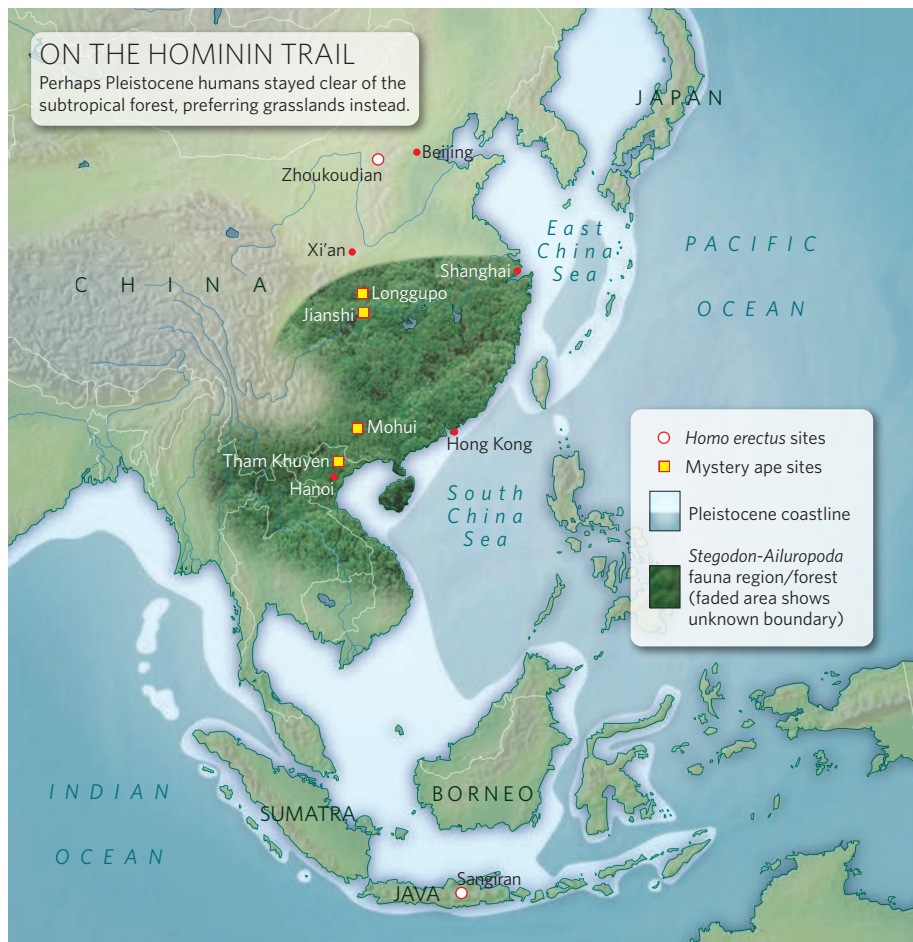 ON THE HOMININ TRAIL
Perhaps Pleistocene humans stayed clear of the
subtropical forest, preferring grasslands instead.
JAPAN
Beijing
Zhoukoudian
East
China
Sea
PACIFIC
OCEAN
Xi'an
Shanghai
CHINA
Longgupo
Jianshi
Mohui
Hong Kong
Tham Khuyen
Hanoi
South
China
Sea
Homo erectus sites
Mystery ape sites
Pleistocene coastline
Stegodon-Ailuropoda
fauna region/forest
(faded area shows
unknown boundary)
INDIAN
OCEAN
SUMATRA
BORNEO
Sangiran
JAVA